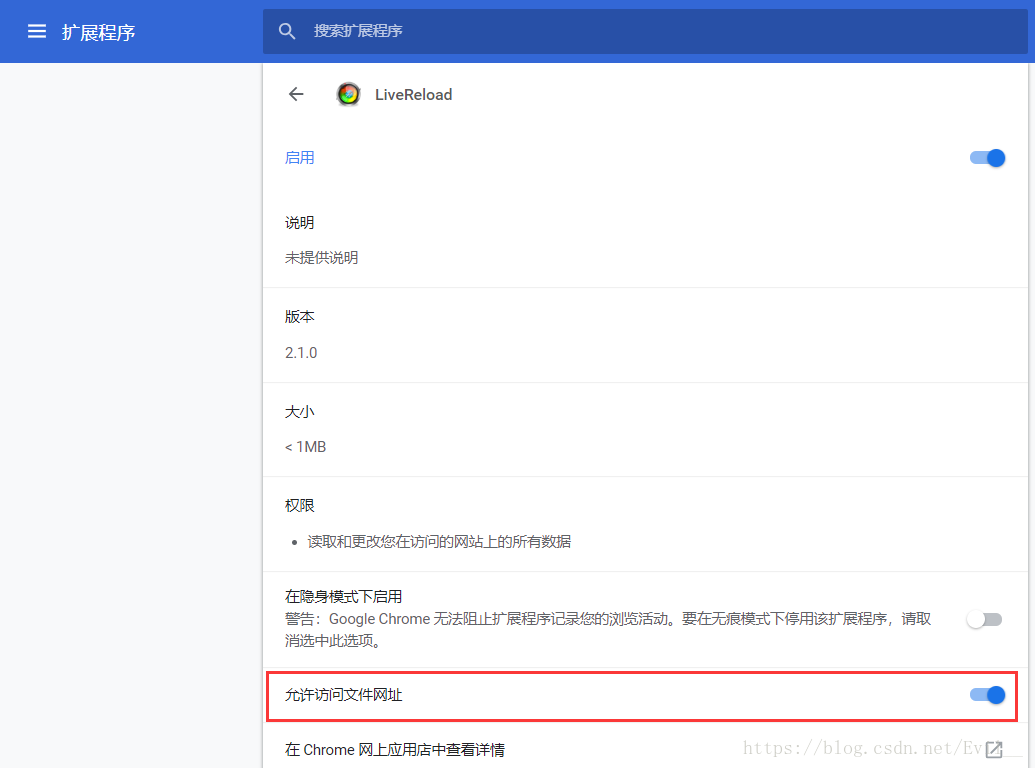 扩展程序
搜索扩展程序
LiveReload
启用
说明
未提供说明
版本
2.1.0
大小
< 1MB
权限
读取和更改您在访问的网站上的所有数据
在隐身模式下启用
警告：Google Chrome 无法阻止扩展程序记录您的浏览活动。要在无痕模式下停用该扩展程序，请取
消选中此选项。
允许访问文件网址
在 Chrome 网上应用店中查看详情
https://blog.csdn.net/Ev